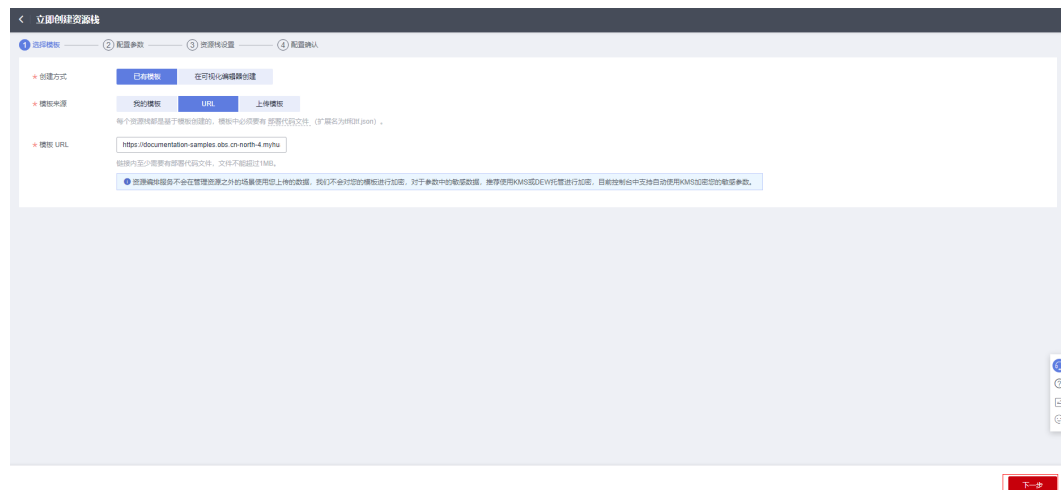 < 立即创建资源栈
1 选择模板 2 配置参数 3 资源栈设置 4 配置确认
* 创建方式 已有模板 在可视化编辑器创建
* 模板来源 我的模板 URL 上传模板
每个资源栈都是基于模板创建的，模板中必须要有 部署代码文件 （扩展名为tf和tf.json）。
* 模板 URL https://documentation-samples.obs.cn-north-4.myhu
链接内至少需要有部署代码文件，文件不能超过1MB。
资源编排服务不会在管理资源之外的场景使用您上传的数据，我们不会对您的模板进行加密，对于参数中的敏感数据，推荐使用KMS或DEW托管进行加密，目前控制台中支持自动使用KMS加密您的敏感参数。
下一步